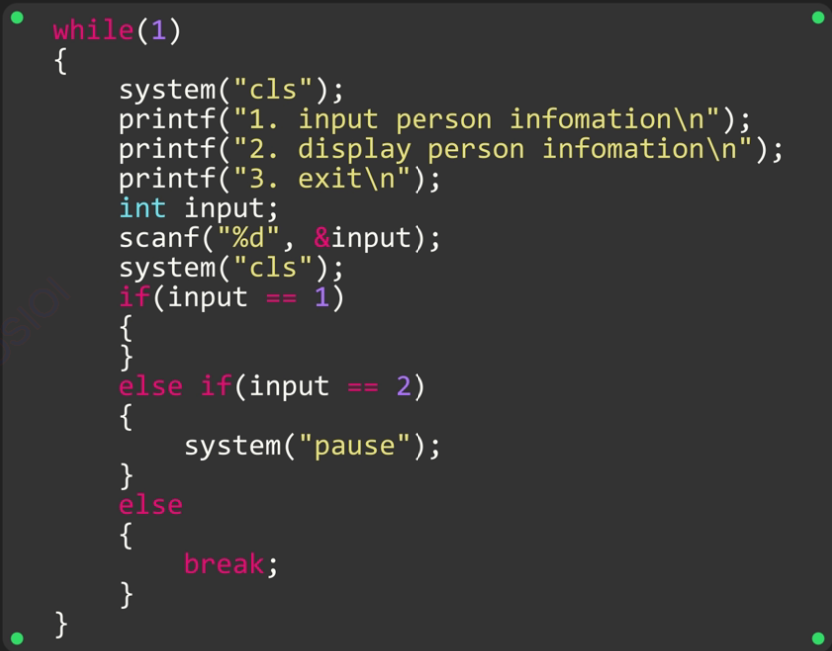 while(1)
{
    system("cls");
    printf("1. input person infomation\n");
    printf("2. display person infomation\n");
    printf("3. exit\n");
    int input;
    scanf("%d", &input);
    system("cls");
    if(input == 1)
    {
    }
    else if(input == 2)
    {
        system("pause");
    }
    else
    {
        break;
    }
}